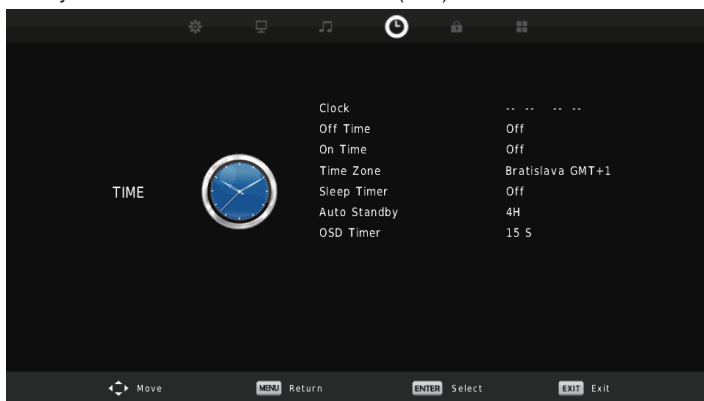 Clock -- -- -- --
Off Time Off
On Time Off
Time Zone Bratislava GMT+1
TIME
Sleep Timer Off
Auto Standby 4H
OSD Timer 15 S
Move MENU Return ENTER Select EXIT Exit